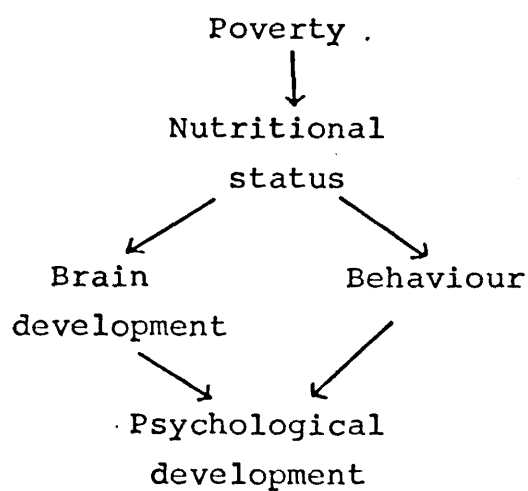 Poverty
Nutritional
status
Brain Behaviour
development
Psychological
development